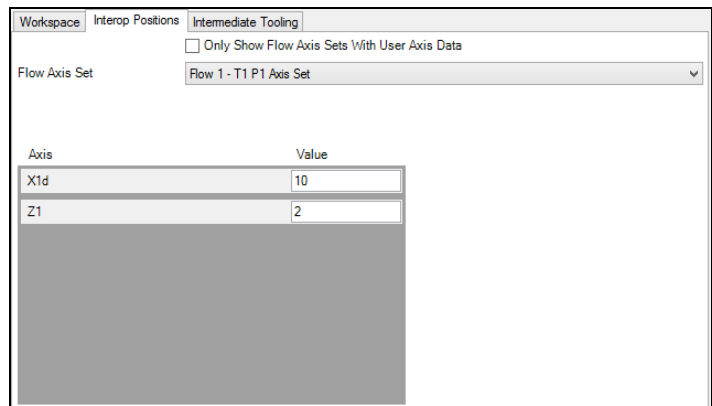 Workspace Interop Positions Intermediate Tooling
Only Show Flow Axis Sets With User Axis Data
Flow Axis Set Flow 1 - T1 P1 Axis Set
Axis Value
X1d 10
Z1 2